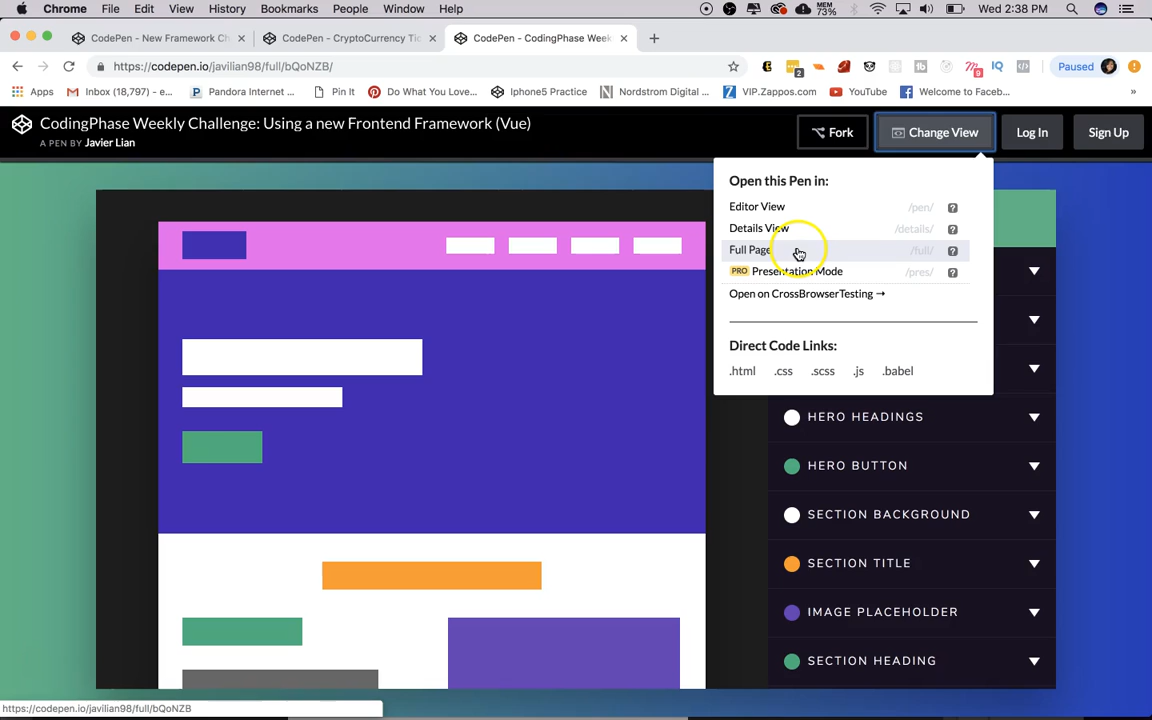 Chrome File Edit View History Bookmarks People Window Help MEM 73% Wed 2:38 PM
CodePen - New Framework Ch × CodePen - CryptoCurrency Tic × CodePen - CodingPhase Week ×
https://codepen.io/javilian98/full/bQoNZB/ 2 9 Paused
Apps Inbox (18,797) - e... Pandora Internet ... Pin It Do What You Love... Iphone5 Practice Nordstrom Digital ... VIP.Zappos.com YouTube Welcome to Faceb... »
CodingPhase Weekly Challenge: Using a new Frontend Framework (Vue)
A PEN BY Javier Lian
Fork Change View Log In Sign Up
Open this Pen in:
Editor View /pen/ ?
Details View /details/ ?
Full Page /full/ ?
PRO Presentation Mode /pres/ ?
Open on CrossBrowserTesting →
Direct Code Links:
.html .css .scss .js .babel
HERO HEADINGS
HERO BUTTON
SECTION BACKGROUND
SECTION TITLE
IMAGE PLACEHOLDER
SECTION HEADING
https://codepen.io/javilian98/full/bQoNZB